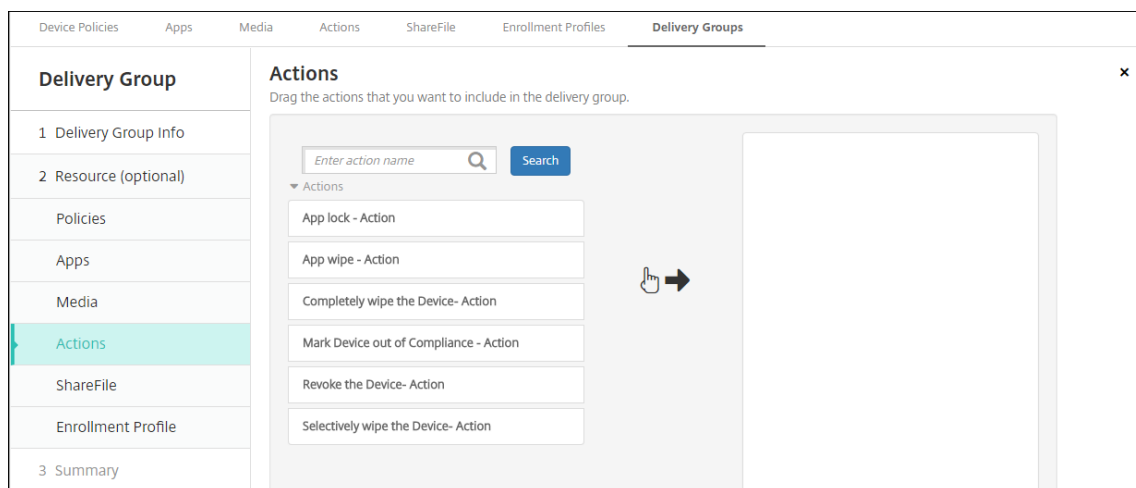 Device Policies Apps Media Actions ShareFile Enrollment Profiles Delivery Groups
Delivery Group
1 Delivery Group Info
2 Resource (optional)
Policies
Apps
Media
Actions
ShareFile
Enrollment Profile
3 Summary
Actions
Drag the actions that you want to include in the delivery group.
Enter action name Search
Actions
App lock - Action
App wipe - Action
Completely wipe the Device- Action
Mark Device out of Compliance - Action
Revoke the Device- Action
Selectively wipe the Device- Action